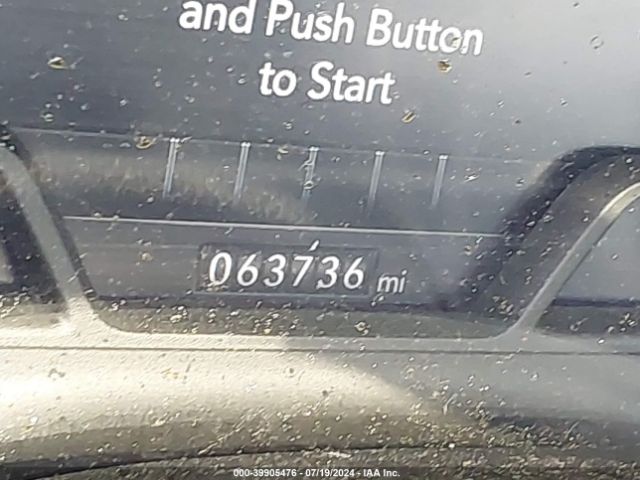 and Push Button
to Start
063736 mi
000-39905476 - 07/19/2024 - IAA Inc.